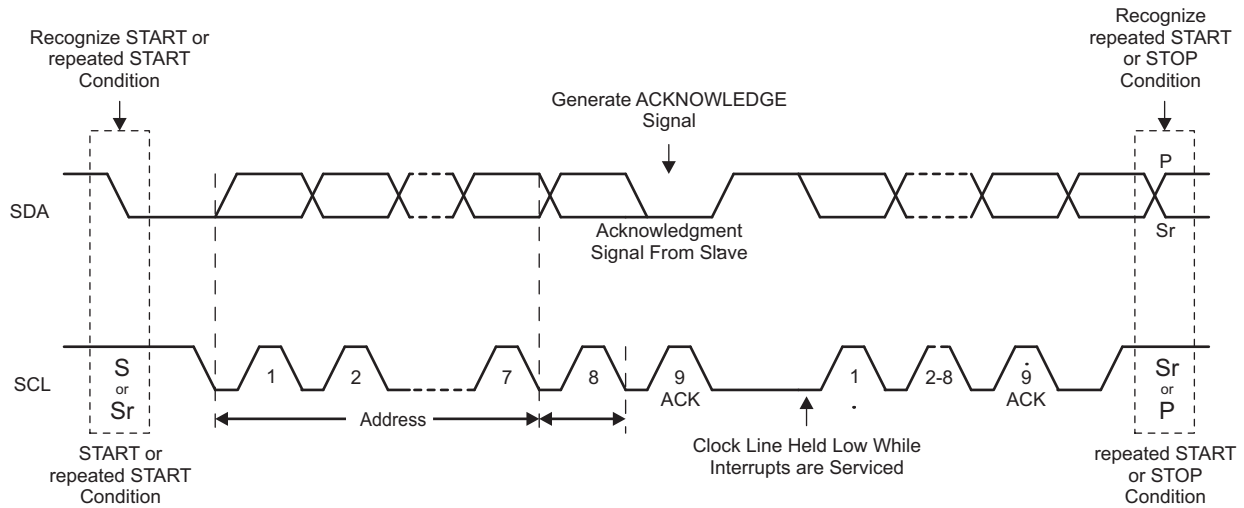 Recognize START or
repeated START
Condition
Recognize
repeated START
or STOP
Condition
Generate ACKNOWLEDGE
Signal
SDA
P
Sr
Acknowledgment
Signal From Slave
SCL
S
or
Sr
1
2
7
8
9
ACK
1
2-8
9
ACK
Sr
or
P
Address
Clock Line Held Low While
Interrupts are Serviced
START or
repeated START
Condition
repeated START
or STOP
Condition